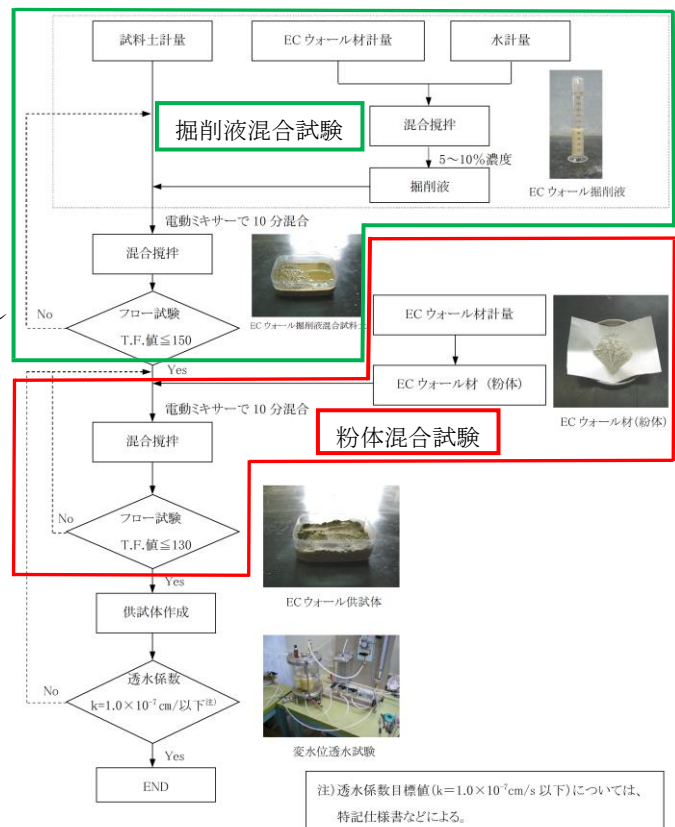 試料土計量
ECウォール材計量
水計量
掘削液混合試験
混合撹拌
5～10%濃度
掘削液
ECウォール掘削液
電動ミキサーで10分混合
混合撹拌
ECウォール掘削液混合試料土
No
フロー試験
T.F.値≦150
Yes
ECウォール材計量
ECウォール材（粉体）
ECウォール材(紛体)
電動ミキサーで10分混合
粉体混合試験
混合撹拌
No
フロー試験
T.F.値≦130
Yes
ECウォール供試体
供試体作成
No
透水係数
k=1.0×10⁻⁷cm/以下注)
変水位透水試験
Yes
END
注)透水係数目標値(k=1.0×10⁻⁷cm/s 以下)については、
特記仕様書などによる。